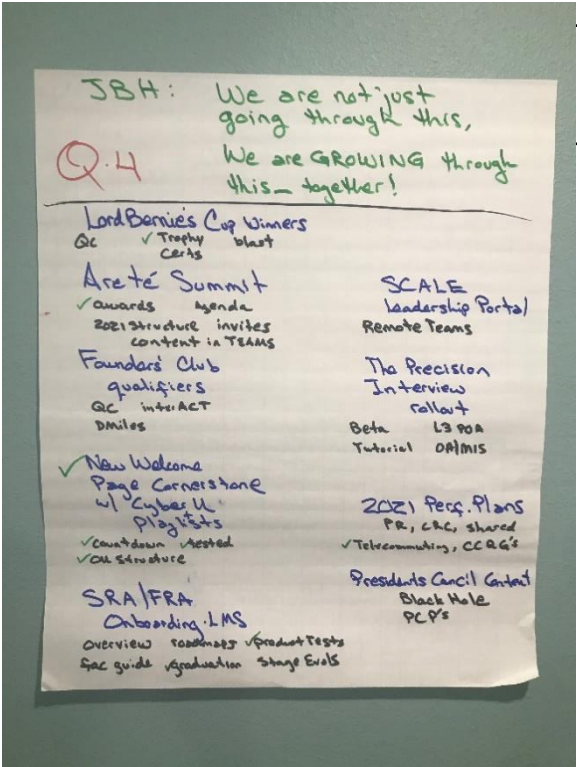 JBH: We are not just
going through this,
Q.4
We are GROWING through
this— together!
Lord Bernie's Cup Winners
QC ✓Trophy blast
Certs
Areté Summit
✓awards Agenda
2021 Structure invites
content in TEAMS
Founders' Club
qualifiers
QC interACT
DMiles
✓New Welcome
Page Cornerstone
w/ Cyber U
Playlists
✓Countdown ✓tested
✓OU Structure
SRA/FRA
Onboarding·LMS
Overview roadmaps ✓product Tests
fac guide ✓graduation Stage Evals
SCALE
Leadership Portal
Remote Teams
The Precision
Interview
rollout
Beta L3 POA
Tutorial OA/MIS
2021 Perf. Plans
PR, CRC, shared
✓Telecommuting, CCQG's
Presidents Concil Content
Black Hole
PCP's